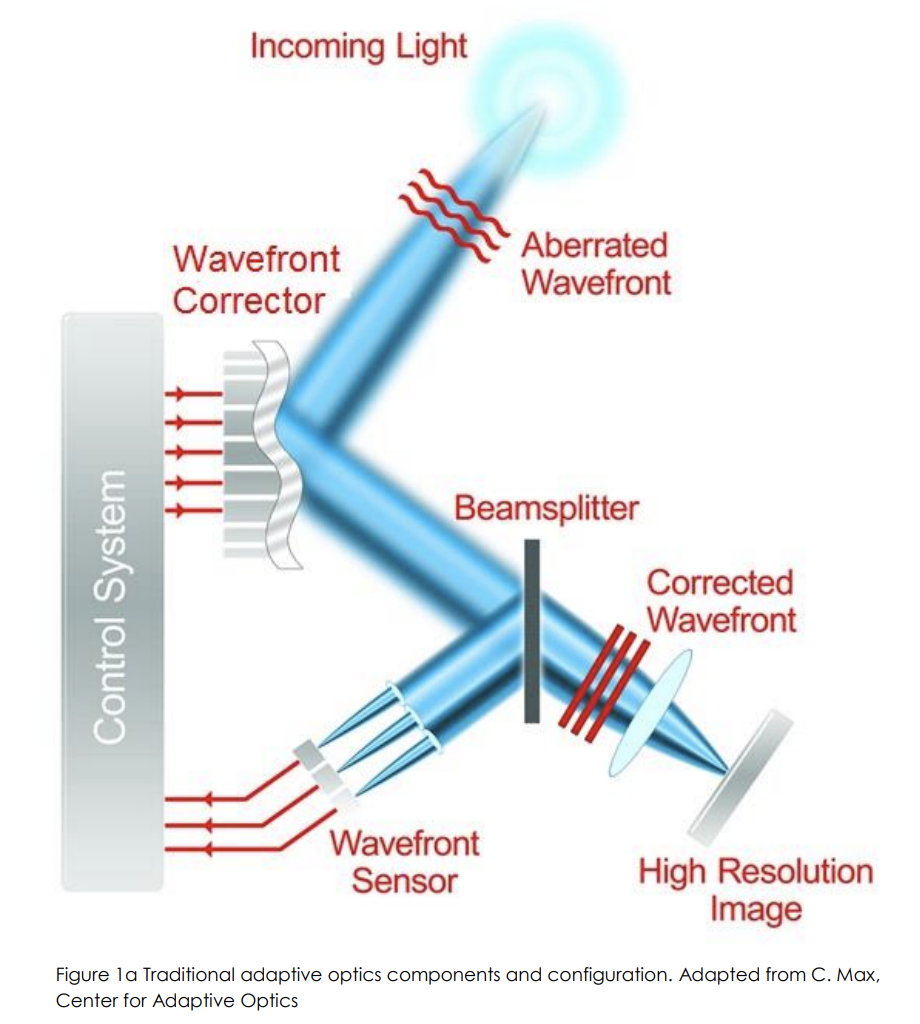 Incoming Light
Aberrated
Wavefront
Wavefront
Corrector
Control System
Beamsplitter
Corrected
Wavefront
Wavefront
Sensor
High Resolution
Image
Figure 1a Traditional adaptive optics components and configuration. Adapted from C. Max,
Center for Adaptive Optics